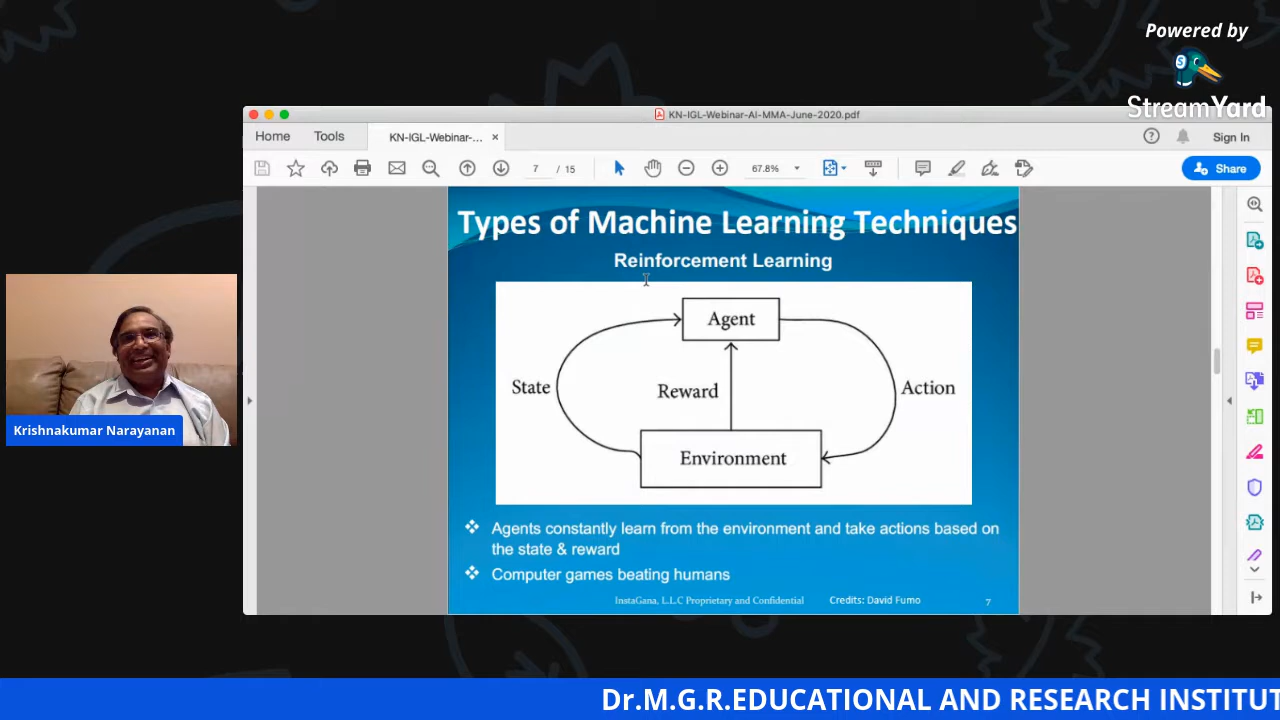 Powered by
StreamYard
KN-IGL-Webinar-AI-MMA-June-2020.pdf
Home Tools KN-IGL-Webinar-... × Sign In
7 / 15 67.8% Share
Types of Machine Learning Techniques
Reinforcement Learning
Agent
State Reward Action
Environment
Agents constantly learn from the environment and take actions based on
the state & reward
Computer games beating humans
InstaGana, L.L.C Proprietary and Confidential Credits: David Fumo 7
Krishnakumar Narayanan
Dr.M.G.R.EDUCATIONAL AND RESEARCH INSTITUT